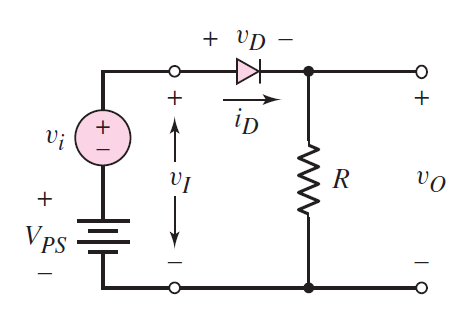 + v_D −
+ + +
i_D
v_i + −
v_I
R
v_O
+
V_PS
− − −